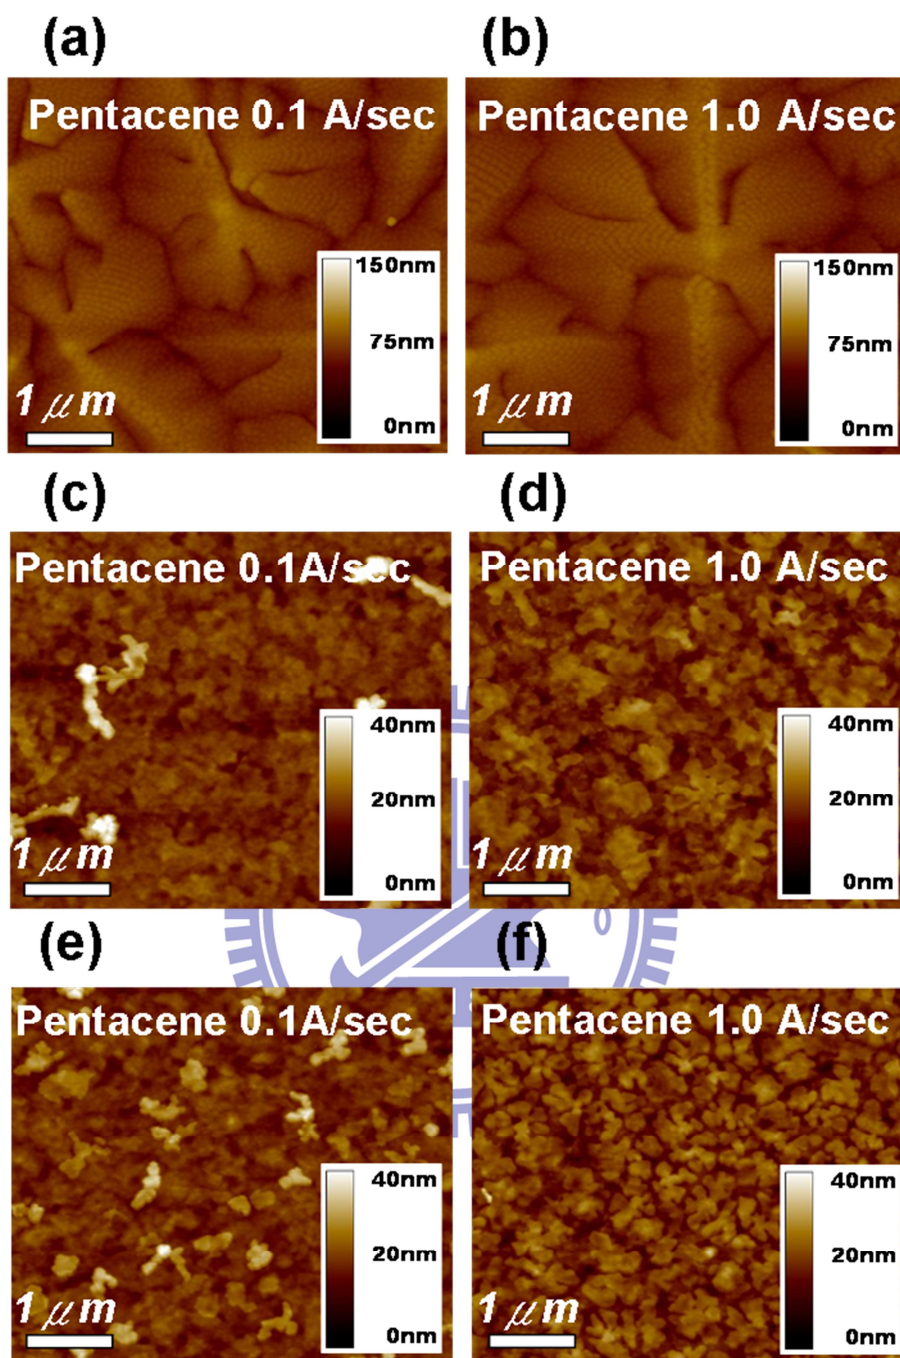 (a)
Pentacene 0.1 A/sec
150nm
75nm
0nm
1 μm
(b)
Pentacene 1.0 A/sec
150nm
75nm
0nm
1 μm
(c)
Pentacene 0.1A/sec
40nm
20nm
0nm
1 μm
(d)
Pentacene 1.0 A/sec
40nm
20nm
0nm
1 μm
(e)
Pentacene 0.1A/sec
40nm
20nm
0nm
1 μm
(f)
Pentacene 1.0 A/sec
40nm
20nm
0nm
1 μm